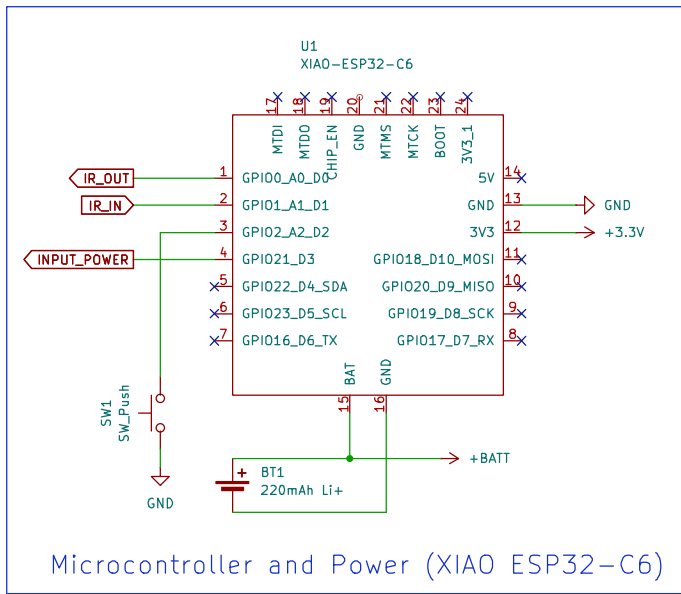 U1
XIAO-ESP32-C6
17 18 19 20 21 22 23 24
MTDI MTDO CHIP_EN GND MTMS MTCK BOOT 3V3_1
IR_OUT 1 GPIO0_A0_D0 5V 14
IR_IN 2 GPIO1_A1_D1 GND 13 GND
3 GPIO2_A2_D2 3V3 12 +3.3V
INPUT_POWER 4 GPIO21_D3 GPIO18_D10_MOSI 11
5 GPIO22_D4_SDA GPIO20_D9_MISO 10
6 GPIO23_D5_SCL GPIO19_D8_SCK 9
7 GPIO16_D6_TX GPIO17_D7_RX 8
BAT GND
15 16
SW1
SW_Push
GND
+BATT
+ BT1
220mAh Li+
Microcontroller and Power (XIAO ESP32-C6)